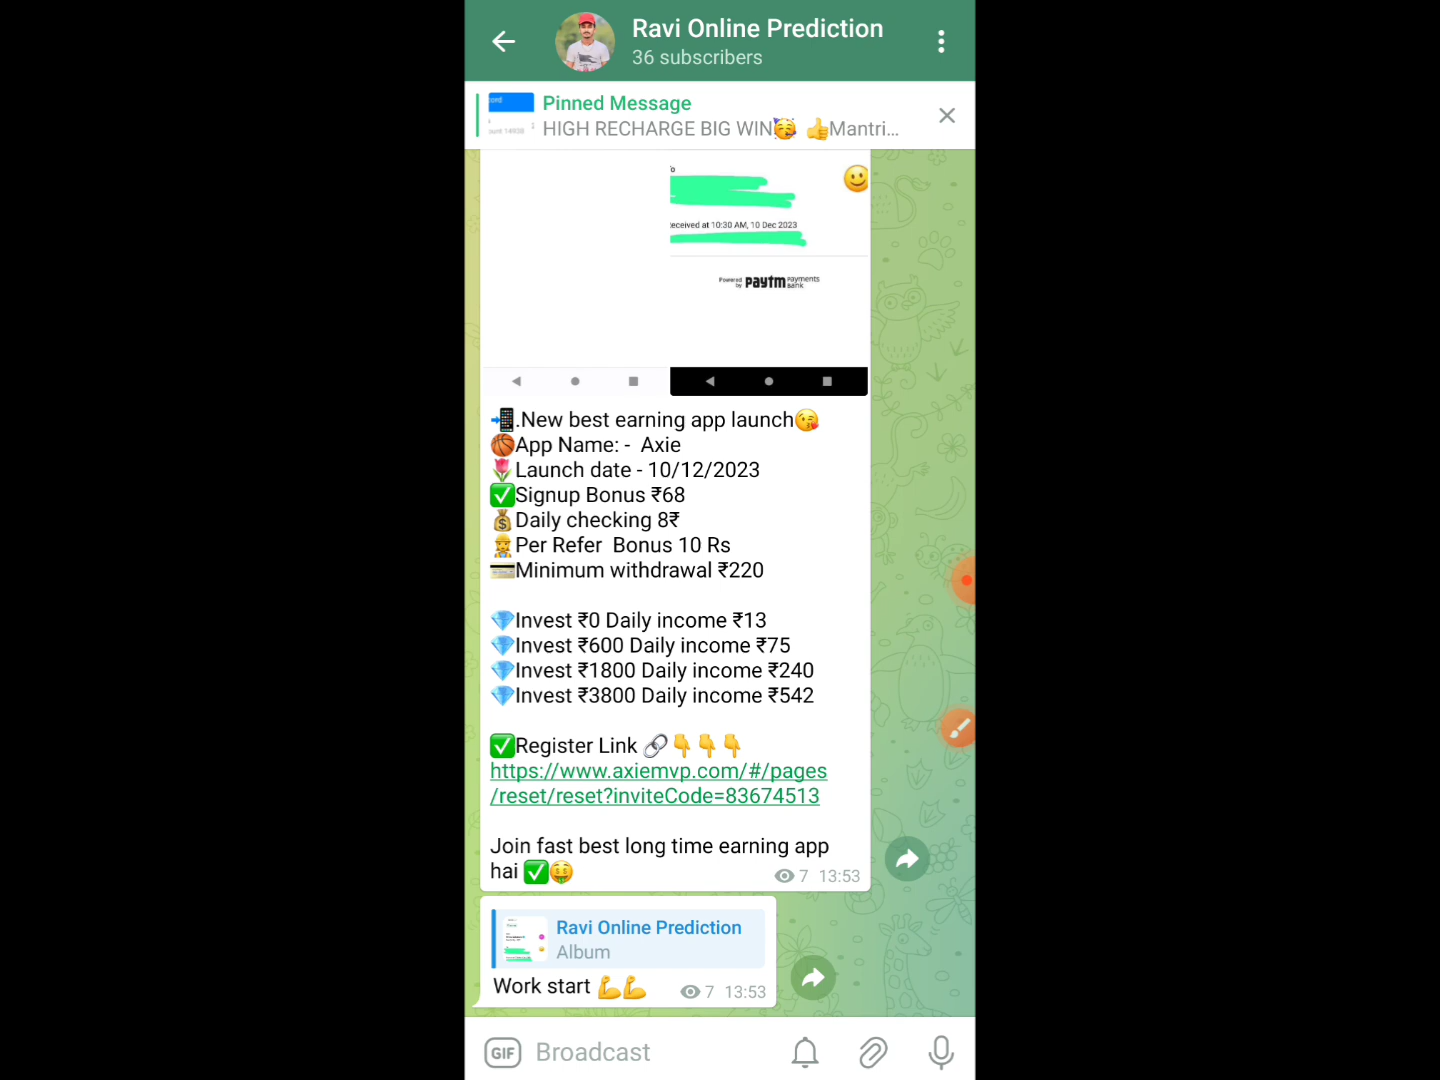 Ravi Online Prediction
36 subscribers
Pinned Message
HIGH RECHARGE BIG WIN🥳 👍Mantri...
eceived at 10:30 AM, 10 Dec 2023
Powered by paytm payments bank
📲.New best earning app launch😘
🏀App Name: - Axie
🌷Launch date - 10/12/2023
✅Signup Bonus ₹68
💰Daily checking 8₹
👷Per Refer Bonus 10 Rs
💳Minimum withdrawal ₹220
💎Invest ₹0 Daily income ₹13
💎Invest ₹600 Daily income ₹75
💎Invest ₹1800 Daily income ₹240
💎Invest ₹3800 Daily income ₹542
✅Register Link 🔗👇👇👇
https://www.axiemvp.com/#/pages
/reset/reset?inviteCode=83674513
Join fast best long time earning app
hai ✅🤑
7 13:53
Ravi Online Prediction
Album
Work start 💪💪
7 13:53
GIF Broadcast